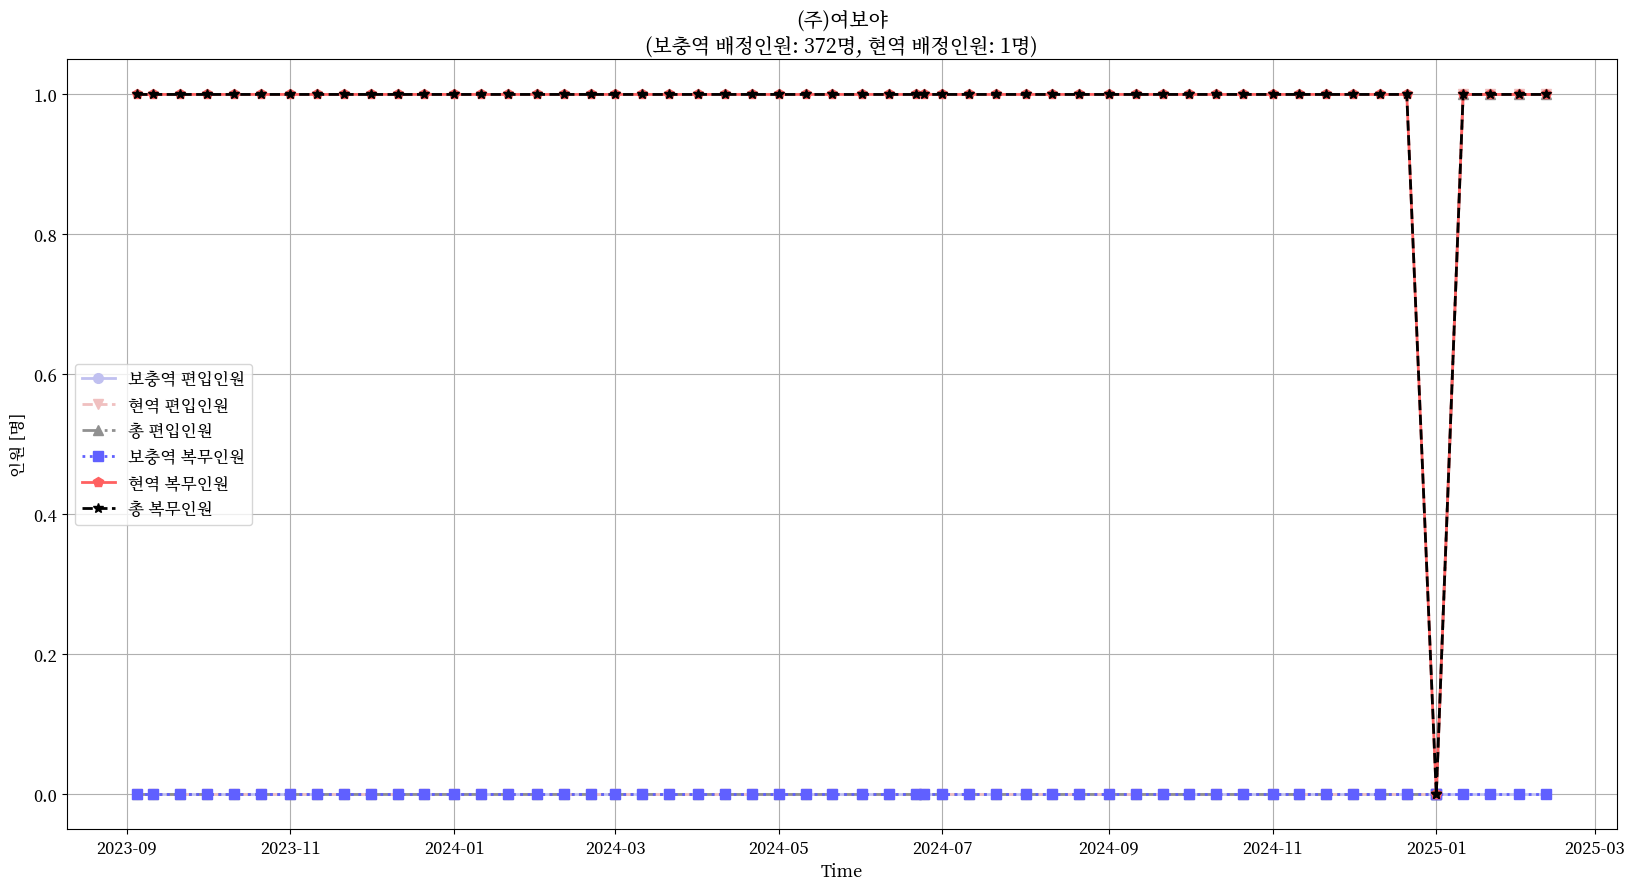 (주)여보야
(보충역 배정인원: 372명, 현역 배정인원: 1명)
1.0
0.8
0.6
0.4
0.2
0.0
인원 [명]
보충역 편입인원
현역 편입인원
총 편입인원
보충역 복무인원
현역 복무인원
총 복무인원
2023-09 2023-11 2024-01 2024-03 2024-05 2024-07 2024-09 2024-11 2025-01 2025-03
Time